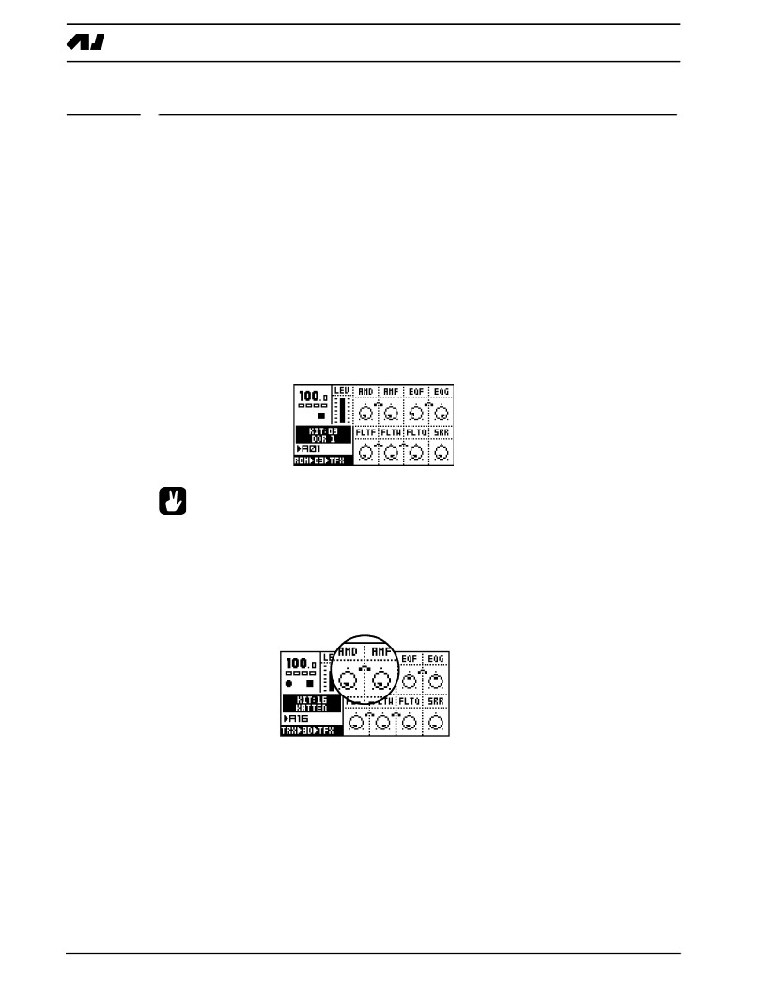 LEV AMD AMF EQF EQG
100.0
KIT:03 FLTF FLTW FLTQ SRR
DDR 1
A01
ROM 03 TFX
AMD AMF EQF EQG
100.0
KIT:16 FLTQ SRR
KATTEN
A16
TRX BD TFX